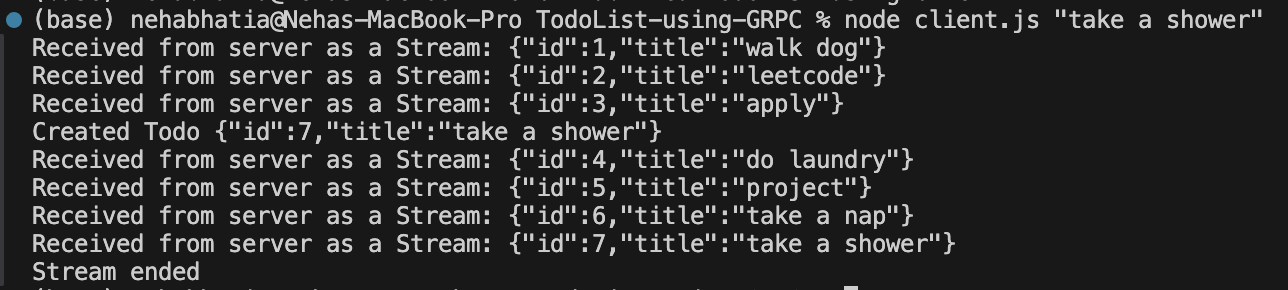 (base) nehabhatia@Nehas-MacBook-Pro TodoList-using-GRPC % node client.js "take a shower"
Received from server as a Stream: {"id":1,"title":"walk dog"}
Received from server as a Stream: {"id":2,"title":"leetcode"}
Received from server as a Stream: {"id":3,"title":"apply"}
Created Todo {"id":7,"title":"take a shower"}
Received from server as a Stream: {"id":4,"title":"do laundry"}
Received from server as a Stream: {"id":5,"title":"project"}
Received from server as a Stream: {"id":6,"title":"take a nap"}
Received from server as a Stream: {"id":7,"title":"take a shower"}
Stream ended